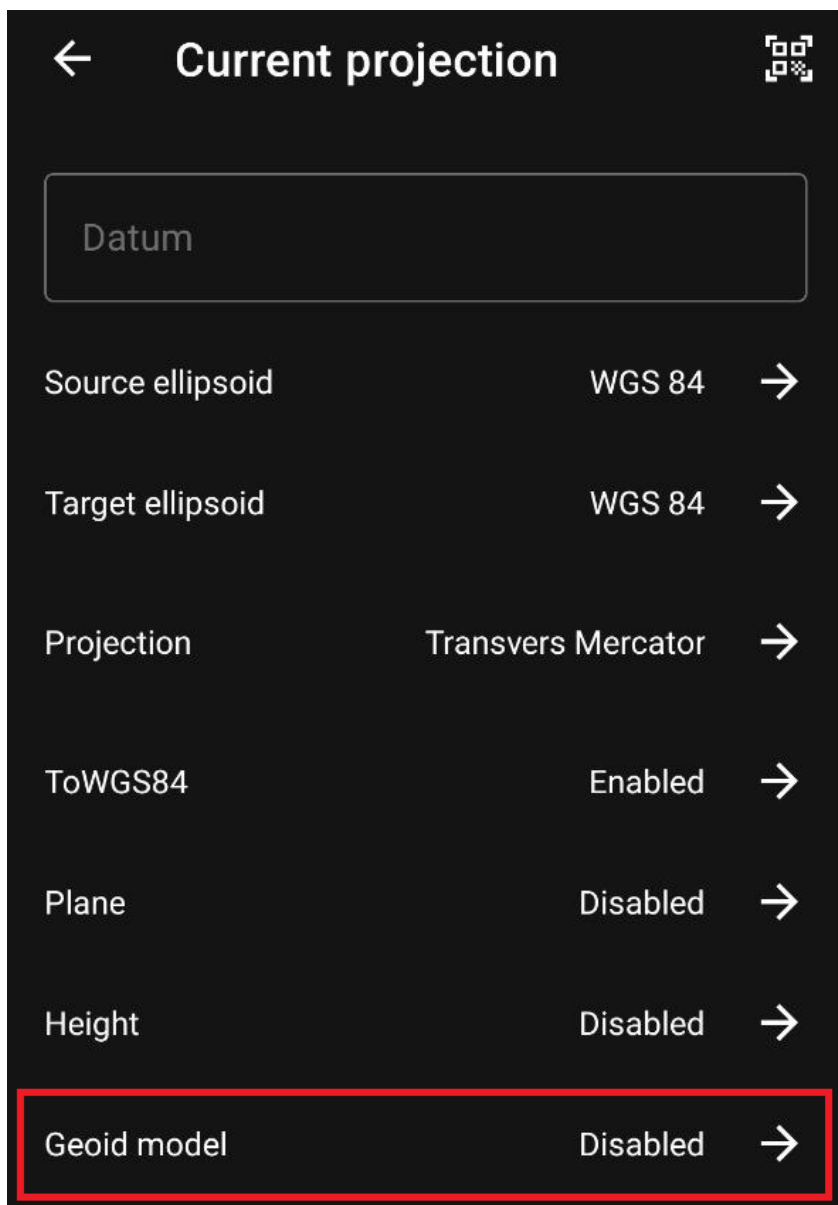 Current projection
Datum
Source ellipsoid WGS 84
Target ellipsoid WGS 84
Projection Transvers Mercator
ToWGS84 Enabled
Plane Disabled
Height Disabled
Geoid model Disabled